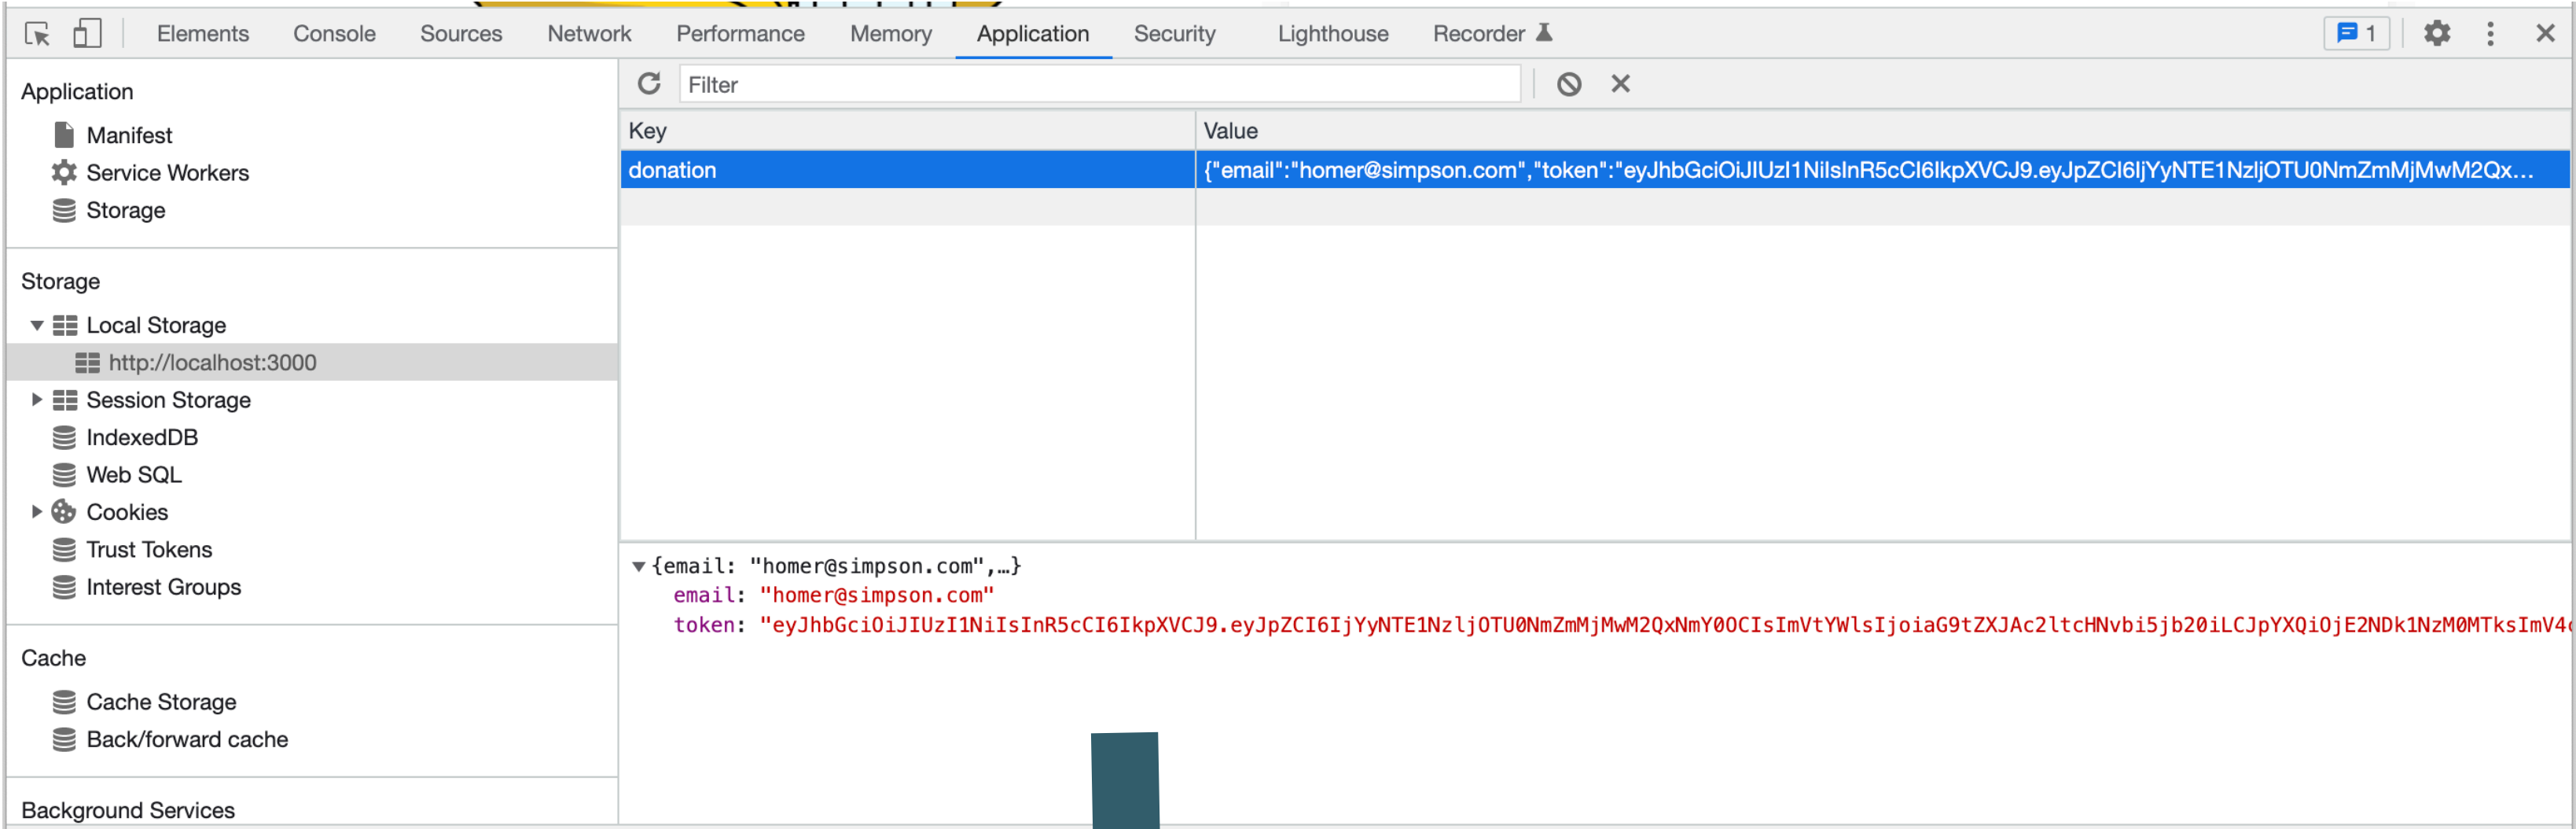 Elements Console Sources Network Performance Memory Application Security Lighthouse Recorder 1
Application
Manifest
Service Workers
Storage
Storage
Local Storage
http://localhost:3000
Session Storage
IndexedDB
Web SQL
Cookies
Trust Tokens
Interest Groups
Cache
Cache Storage
Back/forward cache
Background Services
Filter
Key Value
donation {"email":"homer@simpson.com","token":"eyJhbGciOiJIUzI1NiIsInR5cCI6IkpXVCJ9.eyJpZCI6IjYyNTE1NzljOTU0NmZmMjMwM2Qx...
{email: "homer@simpson.com",…}
email: "homer@simpson.com"
token: "eyJhbGciOiJIUzI1NiIsInR5cCI6IkpXVCJ9.eyJpZCI6IjYyNTE1NzljOTU0NmZmMjMwM2QxNmY0OCIsImVtYWlsIjoiaG9tZXJAc2ltcHNvbi5jb20iLCJpYXQiOjE2NDk1NzM0MTksImV4c